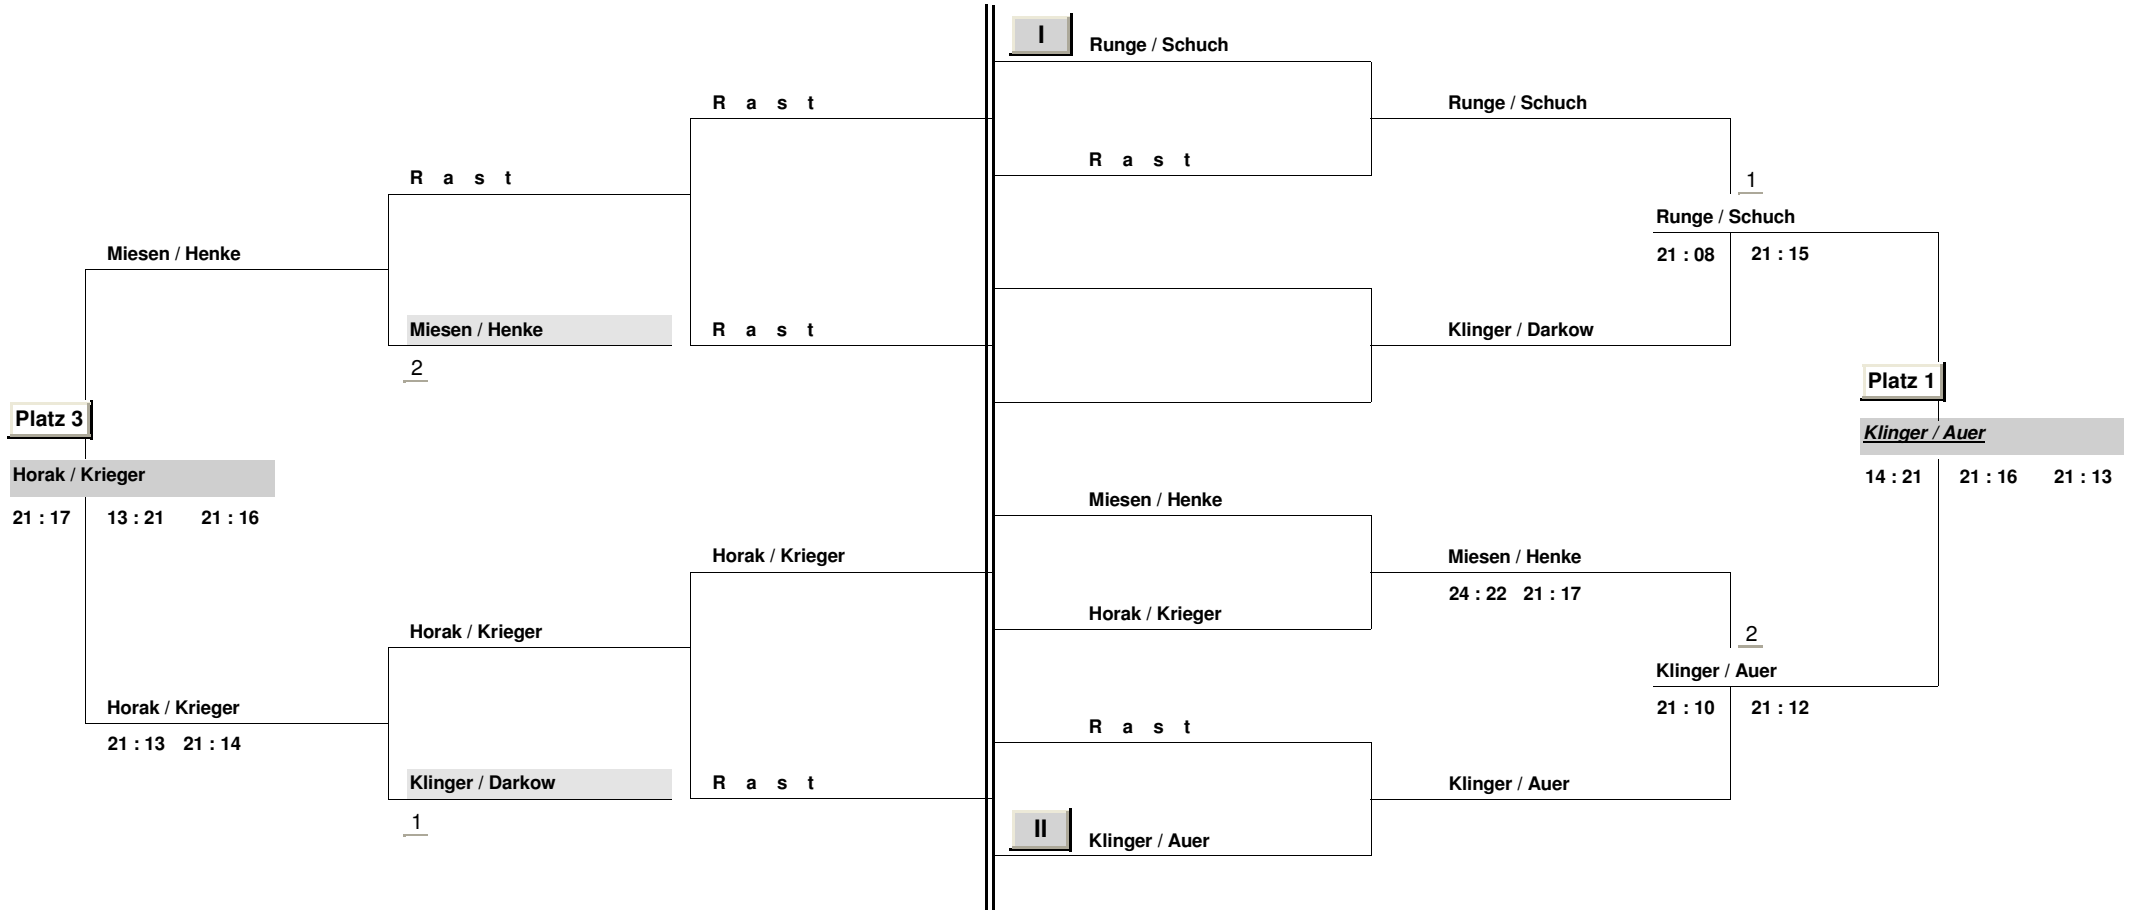 I
Runge / Schuch
R a s t
Runge / Schuch
R a s t
R a s t
1
Runge / Schuch
Miesen / Henke
21 : 08 21 : 15
Miesen / Henke
R a s t
Klinger / Darkow
2
Platz 1
Platz 3
Klinger / Auer
Horak / Krieger
14 : 21 21 : 16 21 : 13
Miesen / Henke
21 : 17 13 : 21 21 : 16
Horak / Krieger
Miesen / Henke
24 : 22 21 : 17
Horak / Krieger
Horak / Krieger
2
Klinger / Auer
Horak / Krieger
21 : 10 21 : 12
R a s t
21 : 13 21 : 14
Klinger / Darkow
R a s t
Klinger / Auer
1
II
Klinger / Auer